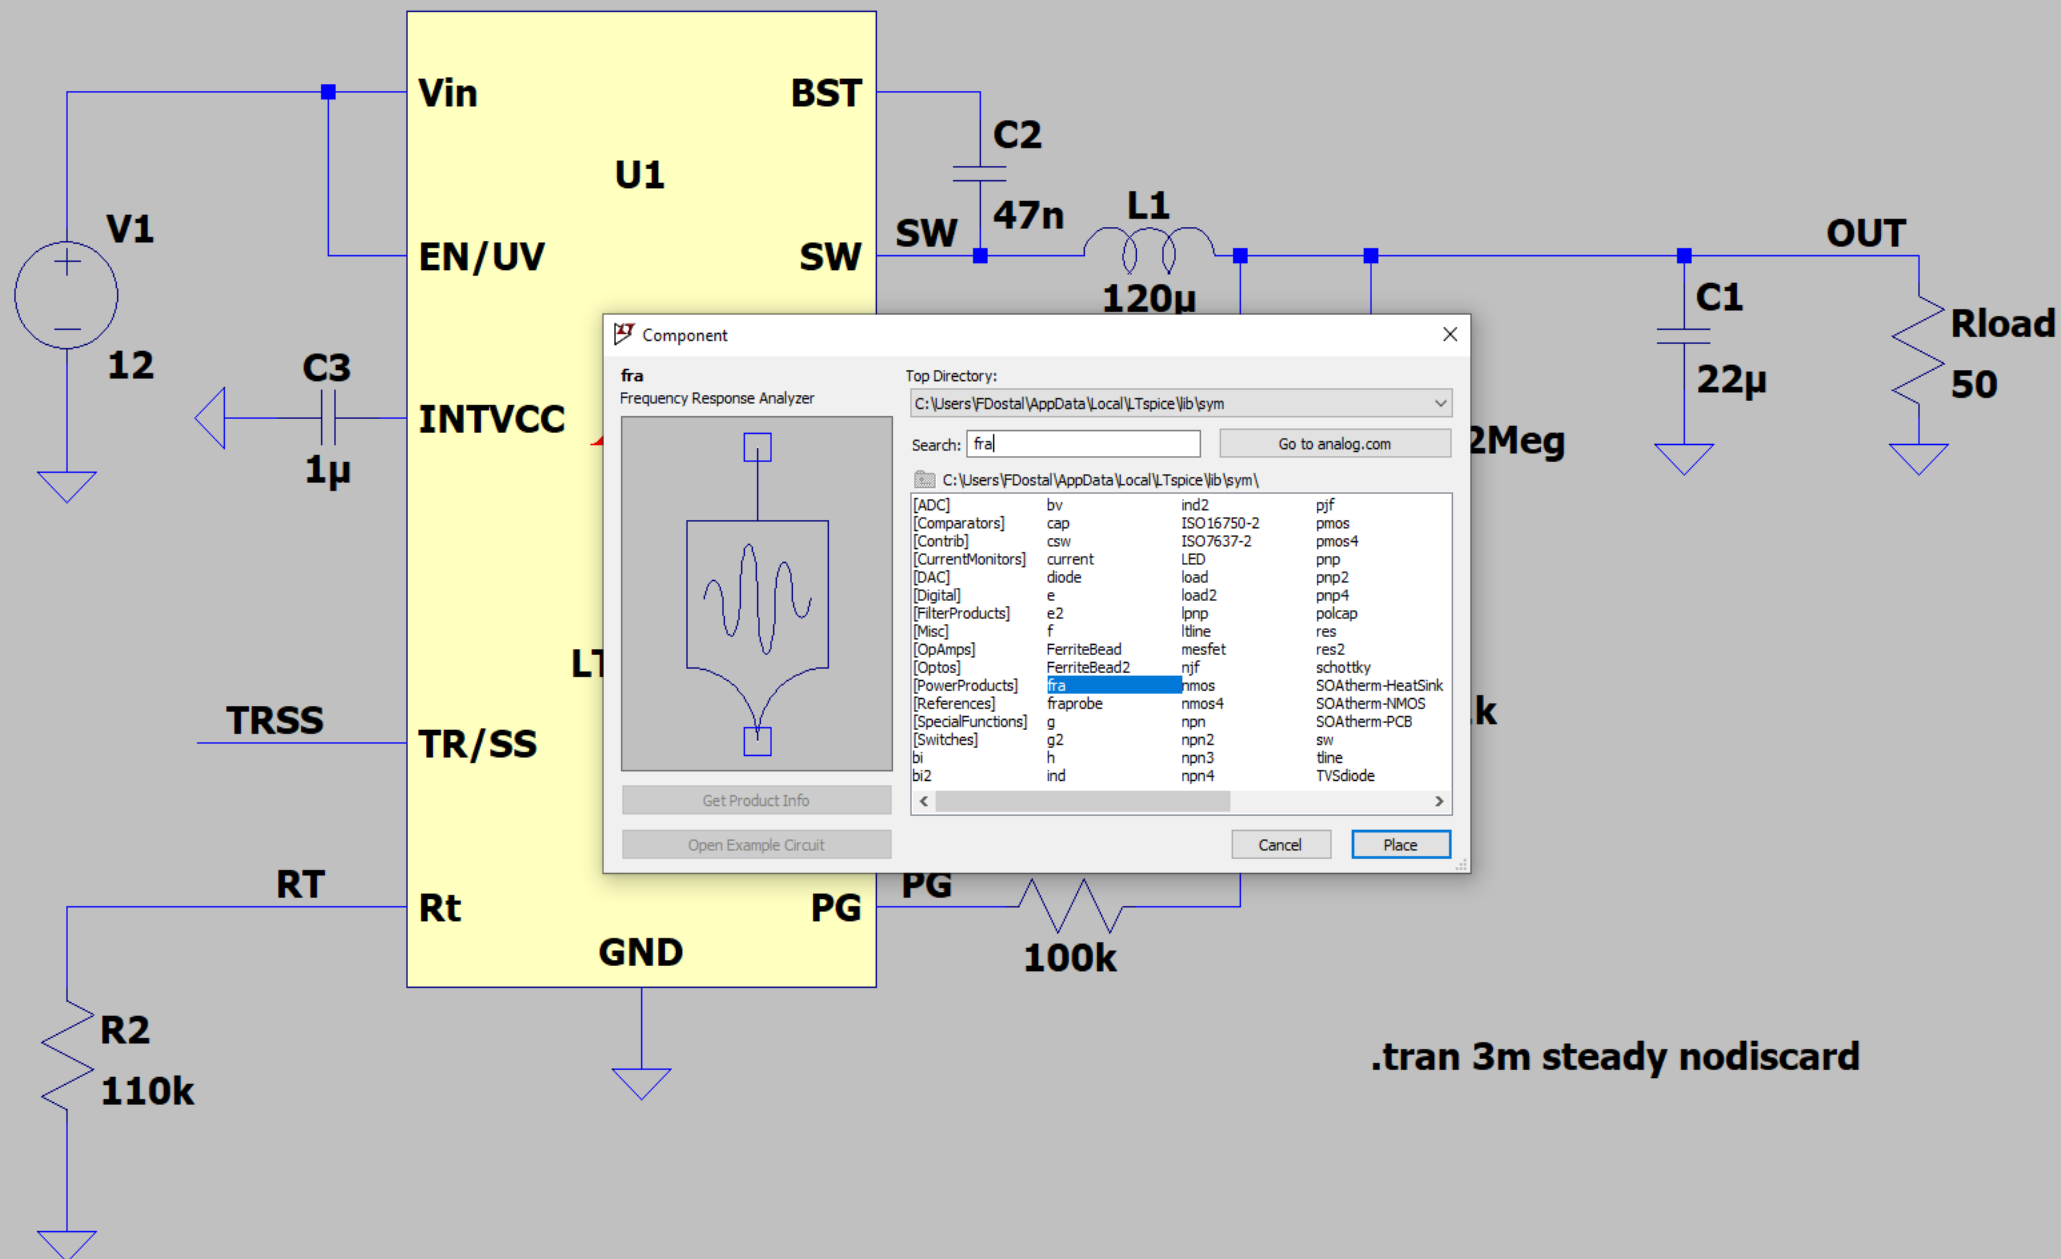 Vin
BST
C2
U1
47n
L1
V1
SW
OUT
EN/UV
SW
120µ
C1
Rload
12
C3
22µ
50
INTVCC
1µ
2Meg
LT
k
TRSS
TR/SS
RT
Rt
PG
PG
GND
100k
R2
110k
.tran 3m steady nodiscard
Component
fra
Frequency Response Analyzer
Top Directory:
C:\Users\FDostal\AppData\Local\LTspice\lib\sym
Search:
fra
Go to analog.com
C:\Users\FDostal\AppData\Local\LTspice\lib\sym\
[ADC] bv ind2 pjf
[Comparators] cap ISO16750-2 pmos
[Contrib] csw ISO7637-2 pmos4
[CurrentMonitors] current LED pnp
[DAC] diode load pnp2
[Digital] e load2 pnp4
[FilterProducts] e2 lpnp polcap
[Misc] f ltline res
[OpAmps] FerriteBead mesfet res2
[Optos] FerriteBead2 njf schottky
[PowerProducts] fra nmos SOAtherm-HeatSink
[References] fraprobe nmos4 SOAtherm-NMOS
[SpecialFunctions] g npn SOAtherm-PCB
[Switches] g2 npn2 sw
bi h npn3 tline
bi2 ind npn4 TVSdiode
Get Product Info
Open Example Circuit
Cancel
Place